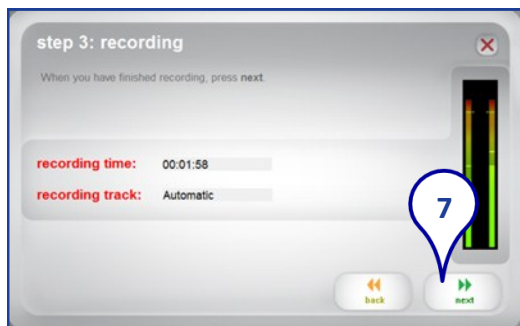 step 3: recording
When you have finished recording, press next.
recording time: 00:01:58
recording track: Automatic
7
back
next